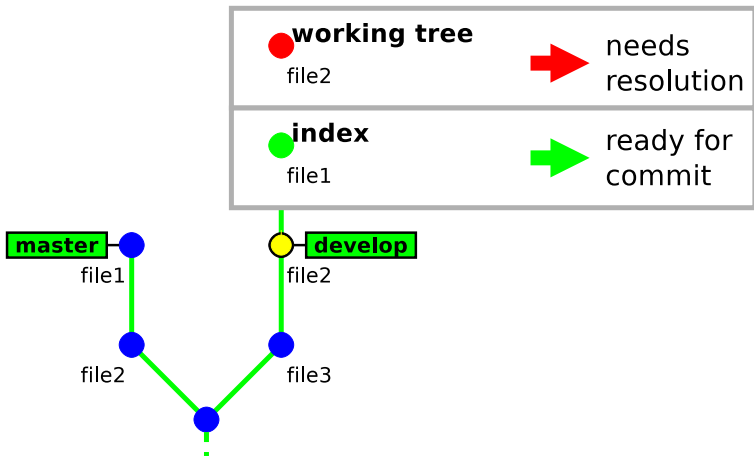 working tree
file2
needs
resolution
index
file1
ready for
commit
master
develop
file1
file2
file2
file3